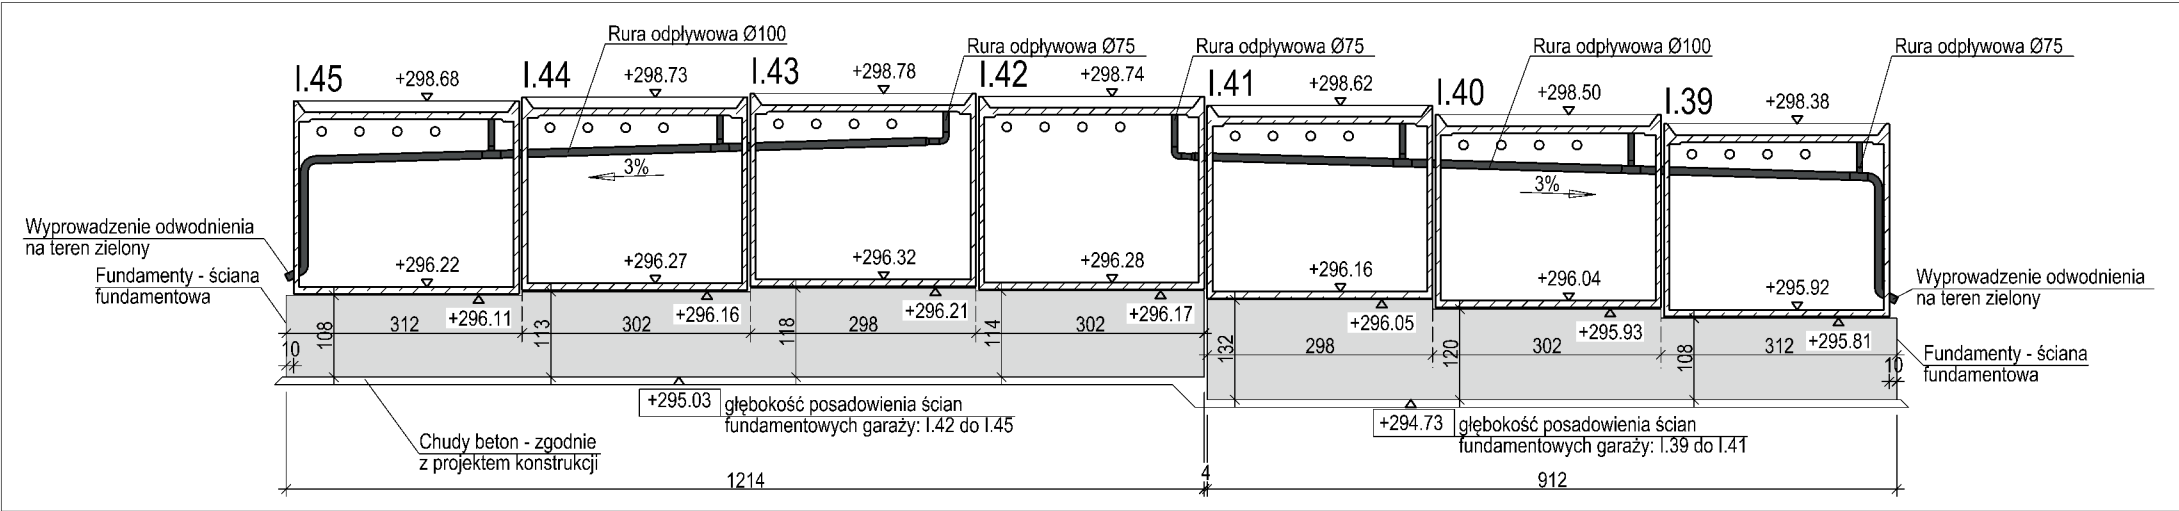 Rura odpływowa Ø100
Rura odpływowa Ø75
Rura odpływowa Ø75
Rura odpływowa Ø100
Rura odpływowa Ø75
I.45
+298.68
I.44
+298.73
I.43
+298.78
I.42
+298.74
I.41
+298.62
I.40
+298.50
I.39
+298.38
3%
3%
Wyprowadzenie odwodnienia
na teren zielony
Fundamenty - ściana
fundamentowa
+296.22
+296.27
+296.32
+296.28
+296.16
+296.04
+295.92
Wyprowadzenie odwodnienia
na teren zielony
+296.11
+296.16
+296.21
+296.17
+296.05
+295.93
+295.81
108
312
113
302
118
298
114
302
132
298
120
302
108
312
10
10
Fundamenty - ściana
fundamentowa
+295.03
głębokość posadowienia ścian
fundamentowych garaży: I.42 do I.45
+294.73
głębokość posadowienia ścian
fundamentowych garaży: I.39 do I.41
Chudy beton - zgodnie
z projektem konstrukcji
1214
4
912